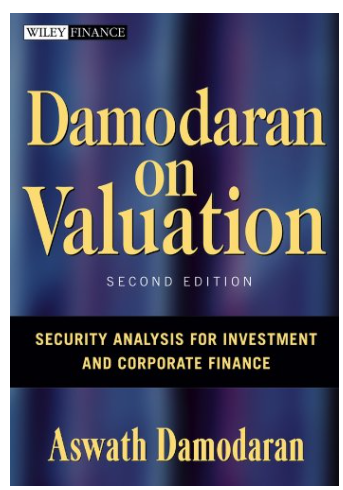 WILEY FINANCE
Damodaran
on
Valuation
SECOND EDITION
SECURITY ANALYSIS FOR INVESTMENT
AND CORPORATE FINANCE
Aswath Damodaran